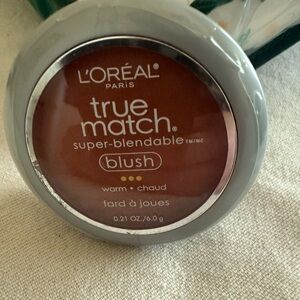 L'ORÉAL
PARIS
true
match®
super-blendable TM/MC
blush
warm • chaud
fard à joues
0.21 OZ./6.0 g